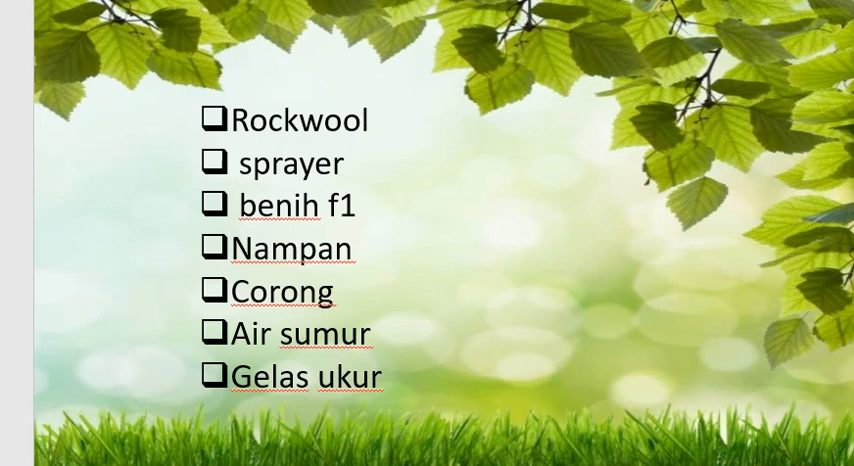 ❑Rockwool
❑ sprayer
❑ benih f1
❑Nampan
❑Corong
❑Air sumur
❑Gelas ukur